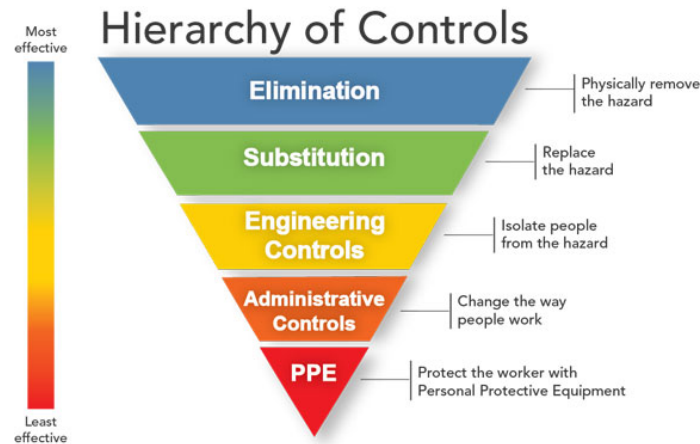 Hierarchy of Controls
Most
effective
Elimination
Physically remove
the hazard
Substitution
Replace
the hazard
Engineering
Controls
Isolate people
from the hazard
Administrative
Controls
Change the way
people work
PPE
Protect the worker with
Personal Protective Equipment
Least
effective